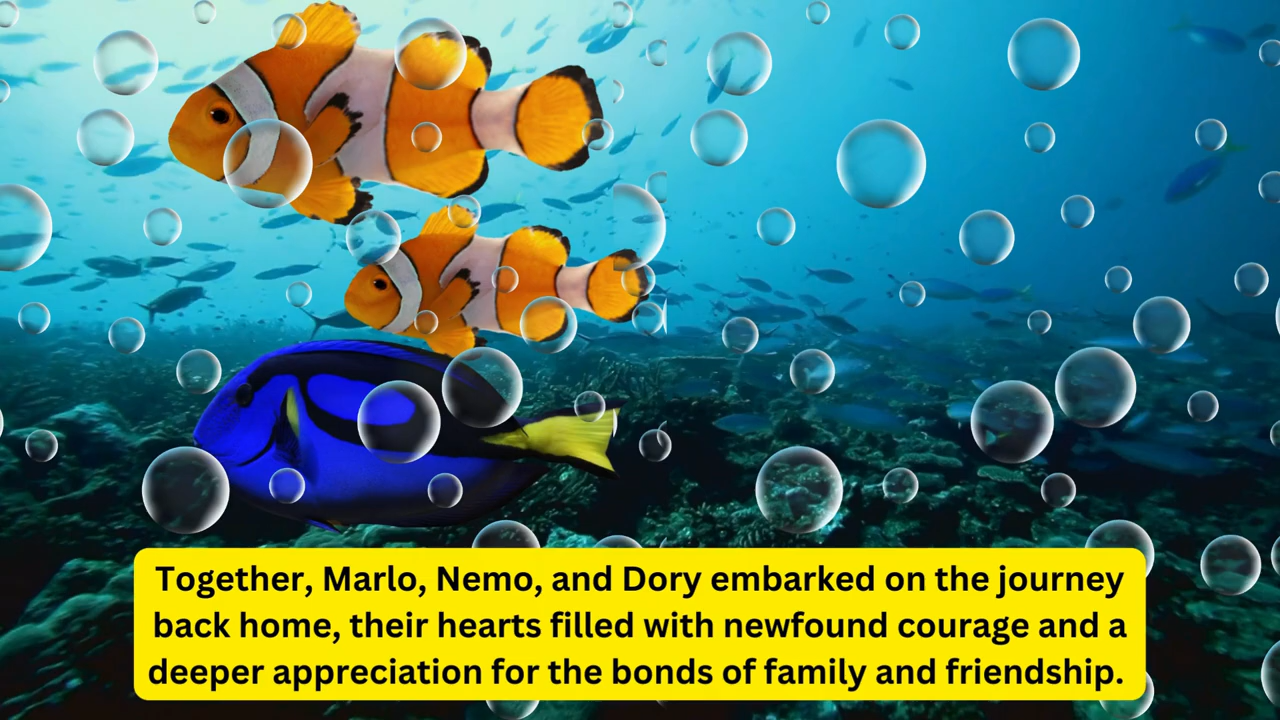 Together, Marlo, Nemo, and Dory embarked on the journey
back home, their hearts filled with newfound courage and a
deeper appreciation for the bonds of family and friendship.